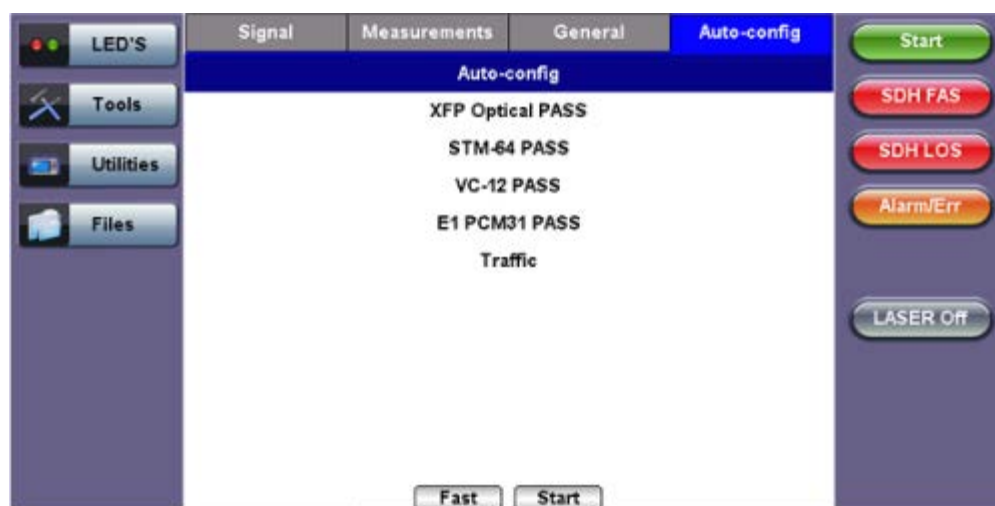 LED'S
Tools
Utilities
Files
Signal Measurements General Auto-config
Auto-config
XFP Optical PASS
STM-64 PASS
VC-12 PASS
E1 PCM31 PASS
Traffic
Fast Start
Start
SDH FAS
SDH LOS
Alarm/Err
LASER Off